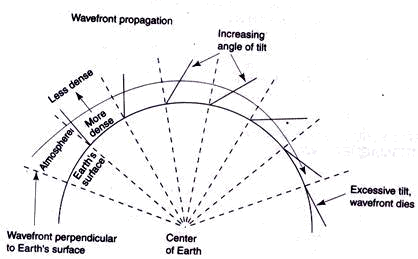 Wavefront propagation
Increasing
angle of tilt
Less dense
More
dense
Atmosphere
Earth's
surface
Excessive tilt,
wavefront dies
Wavefront perpendicular
to Earth's surface
Center
of Earth